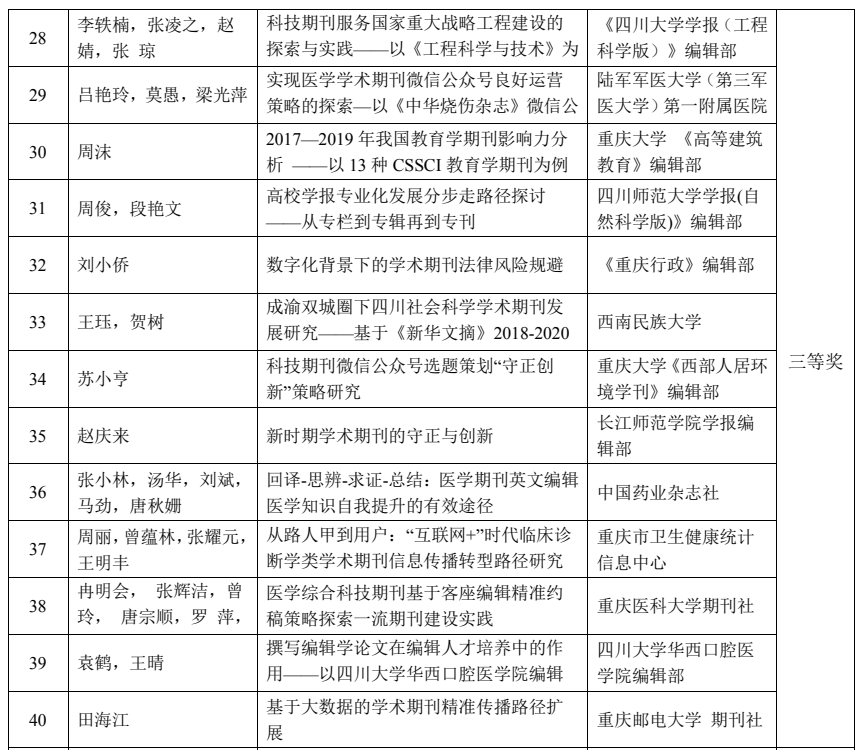 28
李轶楠，张凌之，赵
婧，张 琼
科技期刊服务国家重大战略工程建设的
探索与实践——以《工程科学与技术》为
《四川大学学报（工程
科学版）》编辑部
29
吕艳玲，莫愚，梁光萍
实现医学学术期刊微信公众号良好运营
策略的探索—以《中华烧伤杂志》微信公
陆军军医大学（第三军
医大学）第一附属医院
30
周沫
2017—2019 年我国教育学期刊影响力分
析 ——以 13 种 CSSCI 教育学期刊为例
重庆大学 《高等建筑
教育》编辑部
31
周俊，段艳文
高校学报专业化发展分步走路径探讨
——从专栏到专辑再到专刊
四川师范大学学报(自
然科学版)》编辑部
32
刘小侨
数字化背景下的学术期刊法律风险规避
《重庆行政》编辑部
33
王珏，贺树
成渝双城圈下四川社会科学学术期刊发
展研究——基于《新华文摘》2018-2020
西南民族大学
34
苏小亨
科技期刊微信公众号选题策划“守正创
新”策略研究
重庆大学《西部人居环
境学刊》编辑部
三等奖
35
赵庆来
新时期学术期刊的守正与创新
长江师范学院学报编
辑部
36
张小林，汤华，刘斌，
马劲，唐秋姗
回译-思辨-求证-总结：医学期刊英文编辑
医学知识自我提升的有效途径
中国药业杂志社
37
周丽，曾蕴林，张耀元，
王明丰
从路人甲到用户：“互联网+”时代临床诊
断学类学术期刊信息传播转型路径研究
重庆市卫生健康统计
信息中心
38
冉明会， 张辉洁，曾
玲， 唐宗顺，罗 萍，
医学综合科技期刊基于客座编辑精准约
稿策略探索一流期刊建设实践
重庆医科大学期刊社
39
袁鹤，王晴
撰写编辑学论文在编辑人才培养中的作
用——以四川大学华西口腔医学院编辑
四川大学华西口腔医
学院编辑部
40
田海江
基于大数据的学术期刊精准传播路径扩
展
重庆邮电大学 期刊社